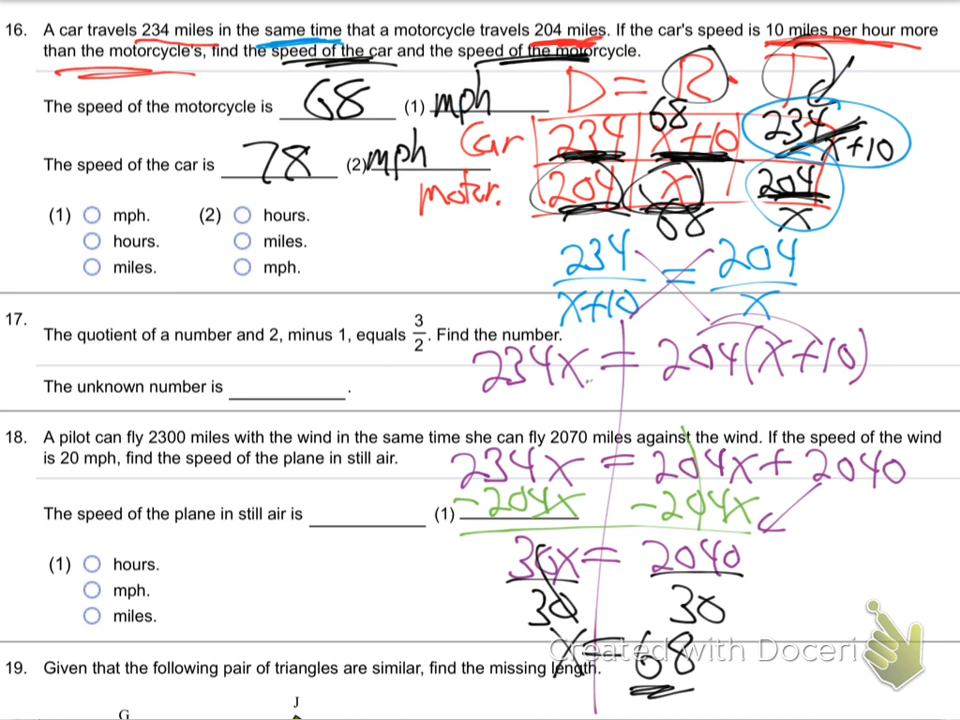 16. A car travels 234 miles in the same time that a motorcycle travels 204 miles. If the car's speed is 10 miles per hour more
than the motorcycle's, find the speed of the car and the speed of the motorcycle.
The speed of the motorcycle is 68 (1) mph
The speed of the car is 78 (2) mph
(1) mph. (2) hours.
hours. miles.
miles. mph.
D = R · T
68
Car 234 x+10 234
x+10
motor. 204 x 204
68 x
234 = 204
x+10 x
17.
The quotient of a number and 2, minus 1, equals 3/2. Find the number.
234x = 204(x+10)
The unknown number is ____.
18. A pilot can fly 2300 miles with the wind in the same time she can fly 2070 miles against the wind. If the speed of the wind
is 20 mph, find the speed of the plane in still air.
234x = 204x + 2040
-204x -204x
The speed of the plane in still air is ____ (1) ____
30x = 2040
30 30
x = 68
(1) hours.
mph.
miles.
Created with Doceri
19. Given that the following pair of triangles are similar, find the missing length.
J
G